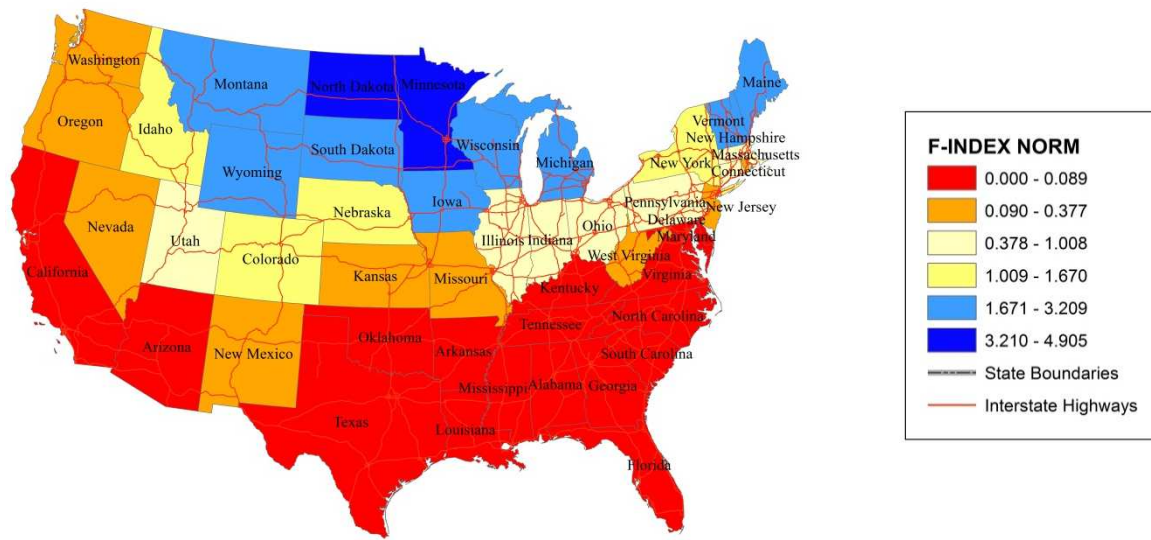 Washington
Montana
North Dakota
Minnesota
Maine
Oregon
Idaho
Vermont
New Hampshire
South Dakota
Wisconsin
Massachusetts
Michigan
New York
Connecticut
Wyoming
Iowa
Pennsylvania
New Jersey
Nebraska
Delaware
Nevada
Ohio
Illinois
Indiana
Maryland
Utah
Colorado
West Virginia
California
Kansas
Missouri
Virginia
Kentucky
North Carolina
Tennessee
Oklahoma
Arizona
New Mexico
Arkansas
South Carolina
Mississippi
Alabama
Georgia
Texas
Louisiana
Florida
F-INDEX NORM
0.000 - 0.089
0.090 - 0.377
0.378 - 1.008
1.009 - 1.670
1.671 - 3.209
3.210 - 4.905
State Boundaries
Interstate Highways